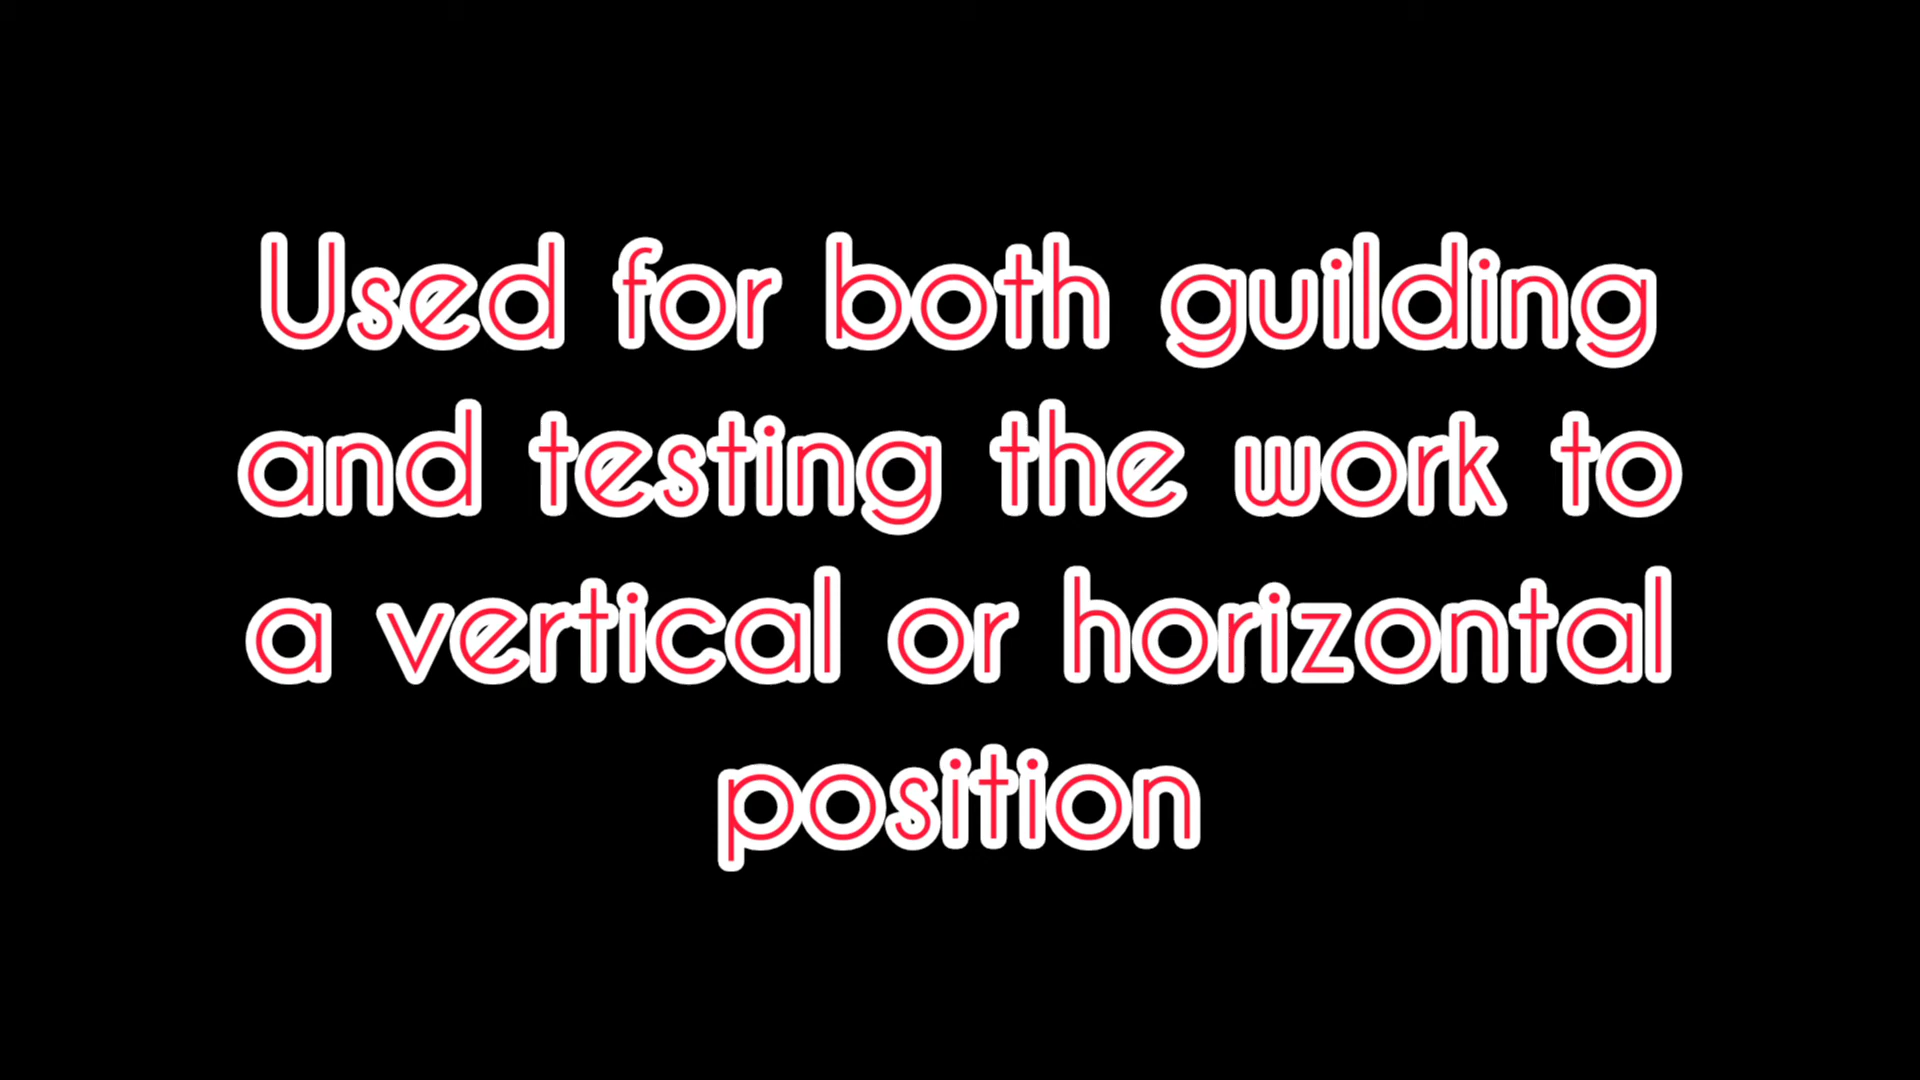 Used for both guilding
and testing the work to
a vertical or horizontal
position